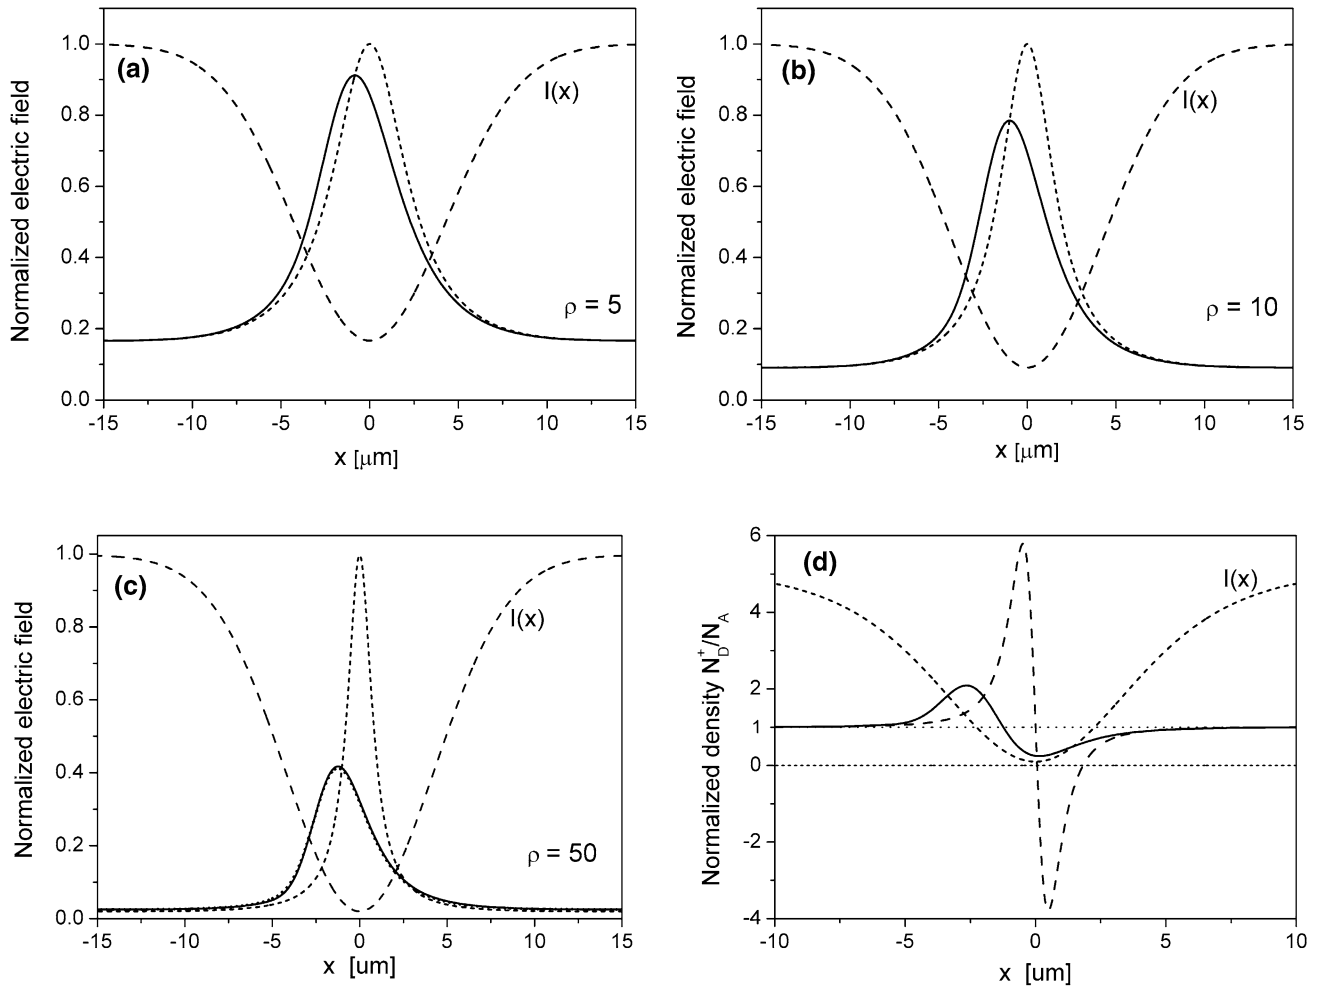 (a)
I(x)
ρ = 5
Normalized electric field
1.0
0.8
0.6
0.4
0.2
0.0
-15 -10 -5 0 5 10 15
x [μm]
(b)
I(x)
ρ = 10
Normalized electric field
1.0
0.8
0.6
0.4
0.2
0.0
-15 -10 -5 0 5 10 15
x [μm]
(c)
I(x)
ρ = 50
Normalized electric field
1.0
0.8
0.6
0.4
0.2
0.0
-15 -10 -5 0 5 10 15
x [um]
(d)
I(x)
Normalized density N_D^+/N_A
6
4
2
1
0
-2
-4
-10 -5 0 5 10
x [um]